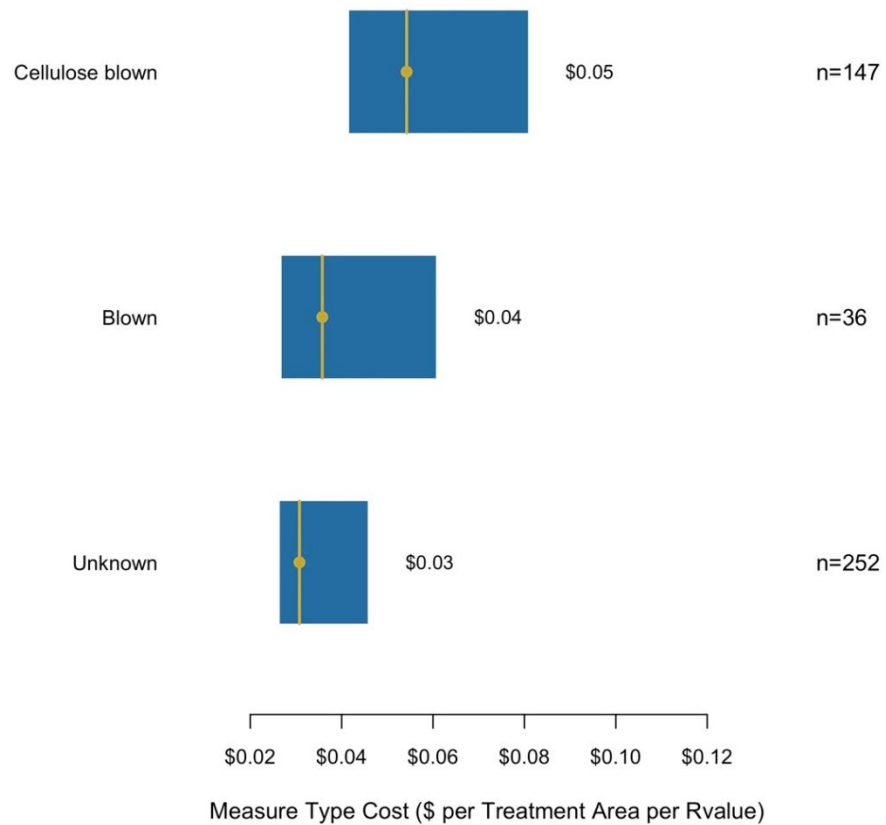 Cellulose blown $0.05 n=147
Blown $0.04 n=36
Unknown $0.03 n=252
$0.02 $0.04 $0.06 $0.08 $0.10 $0.12
Measure Type Cost ($ per Treatment Area per Rvalue)